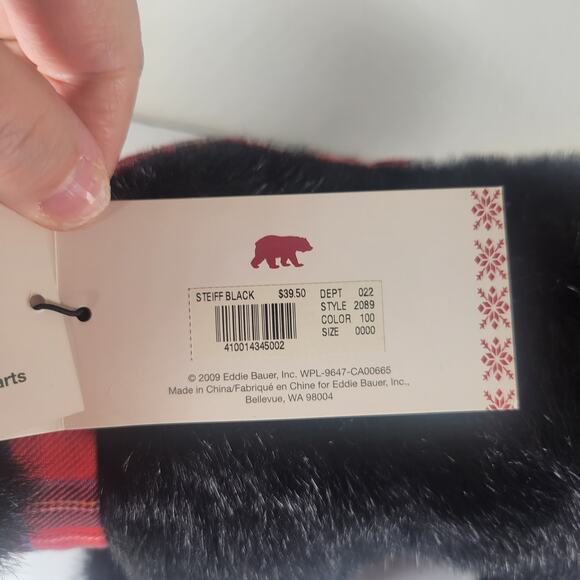 STEIFF BLACK $39.50 DEPT 022
STYLE 2089
COLOR 100
SIZE 0000
410014345002
© 2009 Eddie Bauer, Inc. WPL-9647-CA00665
Made in China/Fabriqué en Chine for Eddie Bauer, Inc.,
Bellevue, WA 98004
arts